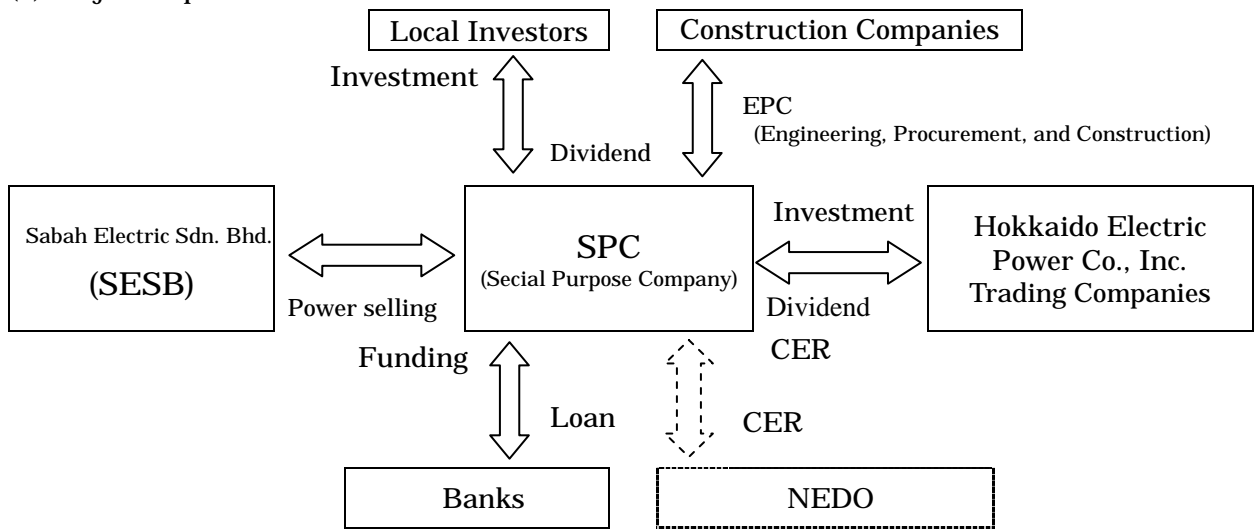 Local Investors
Construction Companies
Investment
EPC
(Engineering, Procurement, and Construction)
Dividend
Sabah Electric Sdn. Bhd.
(SESB)
Power selling
SPC
(Secial Purpose Company)
Investment
Dividend
Hokkaido Electric
Power Co., Inc.
Trading Companies
Funding
Loan
CER
CER
Banks
NEDO